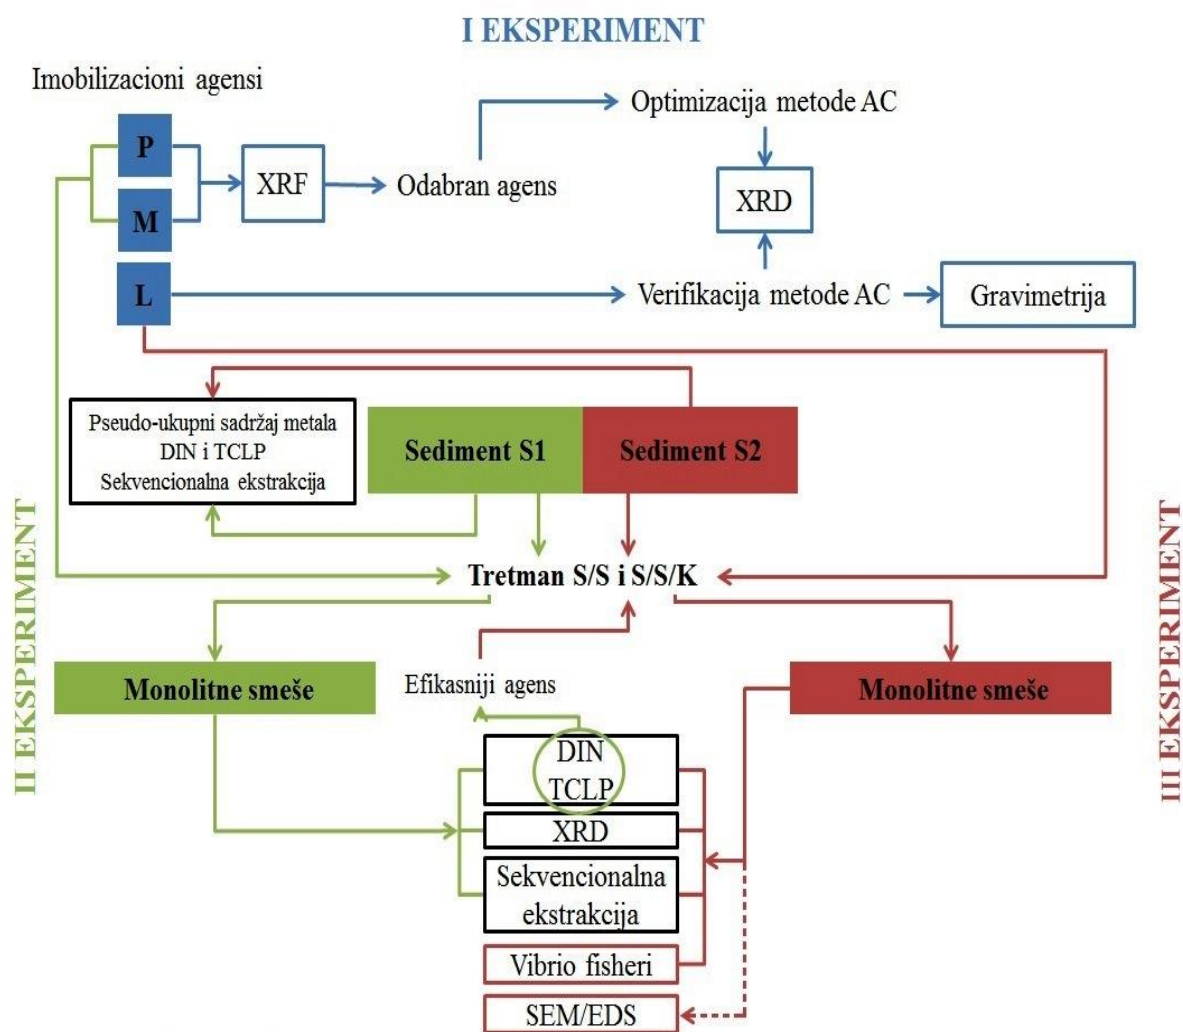 I EKSPERIMENT
Imobilizacioni agensi
P
M
L
XRF
Odabran agens
Optimizacija metode AC
XRD
Verifikacija metode AC
Gravimetrija
Pseudo-ukupni sadržaj metala
DIN i TCLP
Sekvencionalna ekstrakcija
Sediment S1
Sediment S2
Tretman S/S i S/S/K
II EKSPERIMENT
III EKSPERIMENT
Monolitne smeše
Efikasniji agens
Monolitne smeše
DIN
TCLP
XRD
Sekvencionalna
ekstrakcija
Vibrio fisheri
SEM/EDS